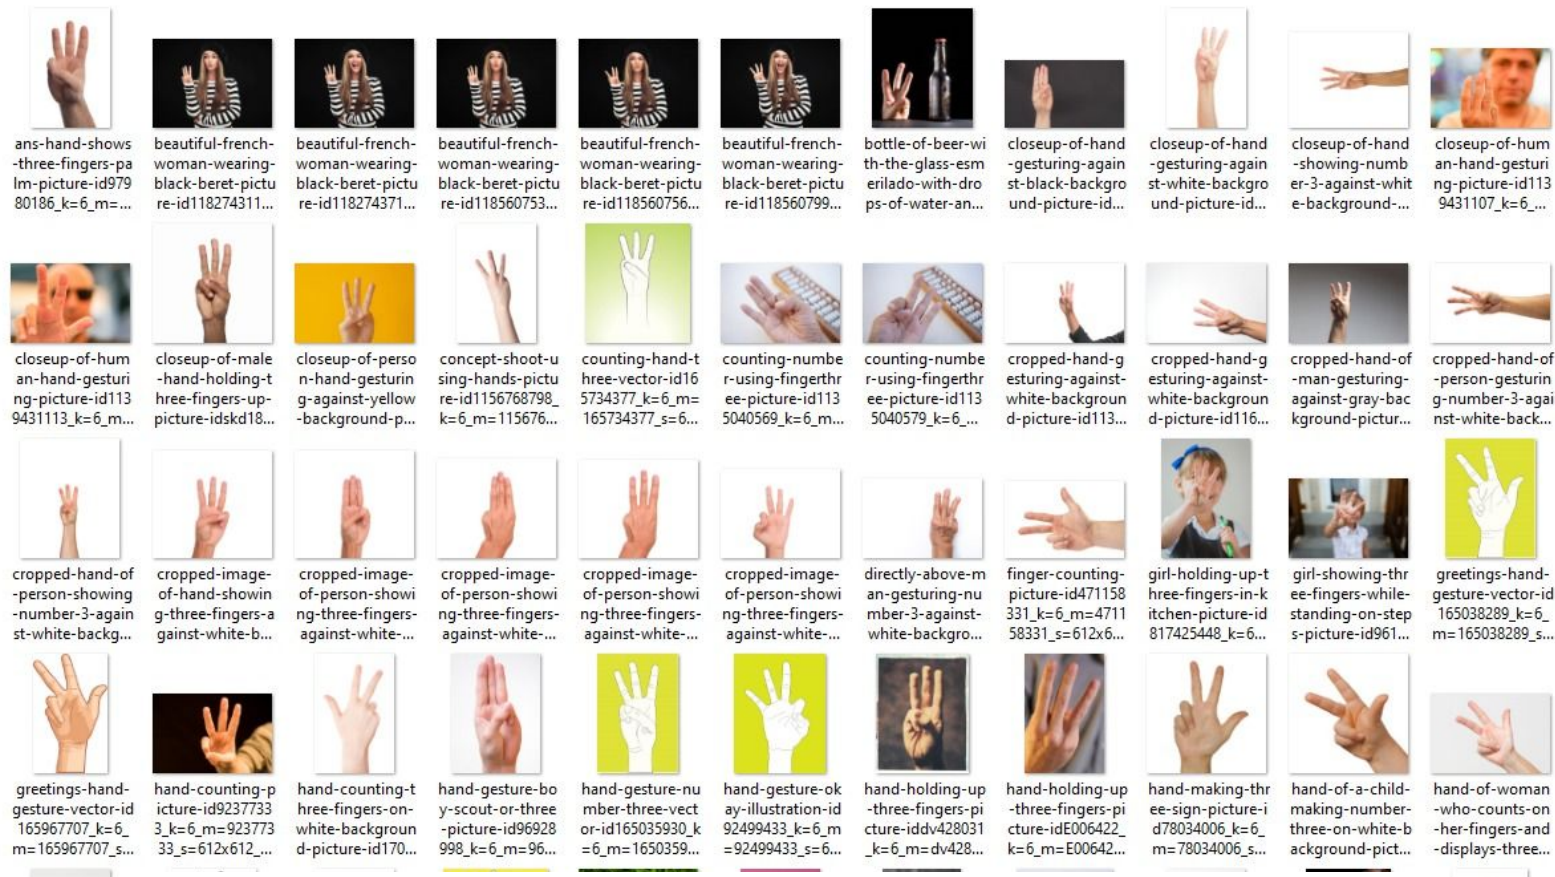 ans-hand-shows
-three-fingers-pa
lm-picture-id979
80186_k=6_m=...
beautiful-french-
woman-wearing-
black-beret-pictu
re-id118274311...
beautiful-french-
woman-wearing-
black-beret-pictu
re-id118274371...
beautiful-french-
woman-wearing-
black-beret-pictu
re-id118560753...
beautiful-french-
woman-wearing-
black-beret-pictu
re-id118560756...
beautiful-french-
woman-wearing-
black-beret-pictu
re-id118560799...
bottle-of-beer-wi
th-the-glass-esm
erilado-with-dro
ps-of-water-an...
closeup-of-hand
-gesturing-again
st-black-backgro
und-picture-id...
closeup-of-hand
-gesturing-again
st-white-backgro
und-picture-id...
closeup-of-hand
-showing-numb
er-3-against-whit
e-background-...
closeup-of-hum
an-hand-gesturi
ng-picture-id113
9431107_k=6_...
closeup-of-hum
an-hand-gesturi
ng-picture-id113
9431113_k=6_m...
closeup-of-male
-hand-holding-t
hree-fingers-up-
picture-idskd18...
closeup-of-perso
n-hand-gesturin
g-against-yellow
-background-p...
concept-shoot-u
sing-hands-pictu
re-id1156768798_
k=6_m=115676...
counting-hand-t
hree-vector-id16
5734377_k=6_m=
165734377_s=6...
counting-numbe
r-using-fingerthr
ee-picture-id113
5040569_k=6_m...
counting-numbe
r-using-fingerthr
ee-picture-id113
5040579_k=6_...
cropped-hand-g
esturing-against-
white-backgroun
d-picture-id113...
cropped-hand-g
esturing-against-
white-backgroun
d-picture-id116...
cropped-hand-of
-man-gesturing-
against-gray-bac
kground-pictur...
cropped-hand-of
-person-gesturin
g-number-3-agai
nst-white-back...
cropped-hand-of
-person-showing
-number-3-again
st-white-backg...
cropped-image-
of-hand-showin
g-three-fingers-a
gainst-white-b...
cropped-image-
of-person-showi
ng-three-fingers-
against-white-...
cropped-image-
of-person-showi
ng-three-fingers-
against-white-...
cropped-image-
of-person-showi
ng-three-fingers-
against-white-...
cropped-image-
of-person-showi
ng-three-fingers-
against-white-...
directly-above-m
an-gesturing-nu
mber-3-against-
white-backgro...
finger-counting-
picture-id471158
331_k=6_m=4711
58331_s=612x6...
girl-holding-up-t
hree-fingers-in-k
itchen-picture-id
817425448_k=6...
girl-showing-thr
ee-fingers-while-
standing-on-step
s-picture-id961...
greetings-hand-
gesture-vector-id
165038289_k=6_
m=165038289_s...
greetings-hand-
gesture-vector-id
165967707_k=6_
m=165967707_s...
hand-counting-p
icture-id9237733
3_k=6_m=923773
33_s=612x612_...
hand-counting-t
hree-fingers-on-
white-backgroun
d-picture-id170...
hand-gesture-bo
y-scout-or-three
-picture-id96928
998_k=6_m=96...
hand-gesture-nu
mber-three-vect
or-id165035930_k
=6_m=1650359...
hand-gesture-ok
ay-illustration-id
92499433_k=6_m
=92499433_s=6...
hand-holding-up
-three-fingers-pi
cture-iddv428031
_k=6_m=dv428...
hand-holding-up
-three-fingers-pi
cture-idE006422_
k=6_m=E00642...
hand-making-thr
ee-sign-picture-i
d78034006_k=6_
m=78034006_s...
hand-of-a-child-
making-number-
three-on-white-b
ackground-pict...
hand-of-woman
-who-counts-on
-her-fingers-and
-displays-three...